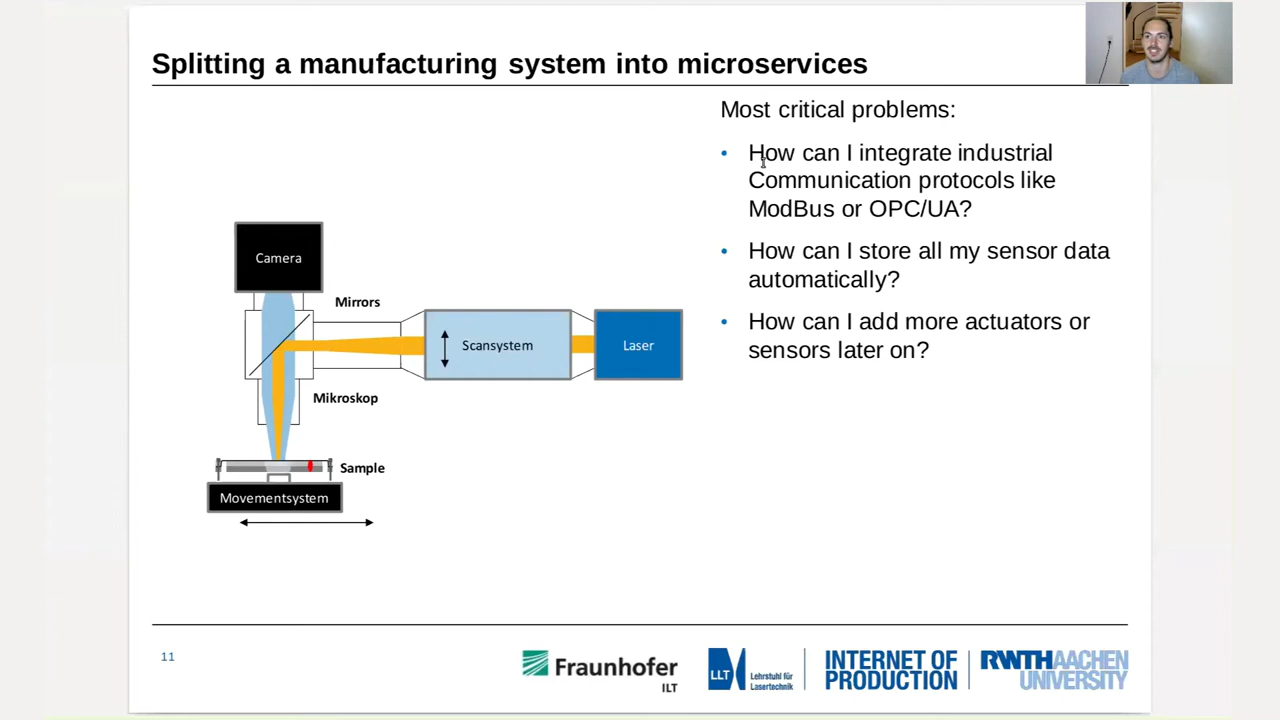 Splitting a manufacturing system into microservices
Most critical problems:
• How can I integrate industrial
Communication protocols like
ModBus or OPC/UA?
• How can I store all my sensor data
automatically?
• How can I add more actuators or
sensors later on?
Camera
Mirrors
Scansystem
Laser
Mikroskop
Sample
Movementsystem
11
Fraunhofer
ILT
LLT
Lehrstuhl für
Lasertechnik
INTERNET OF
PRODUCTION
RWTHAACHEN
UNIVERSITY